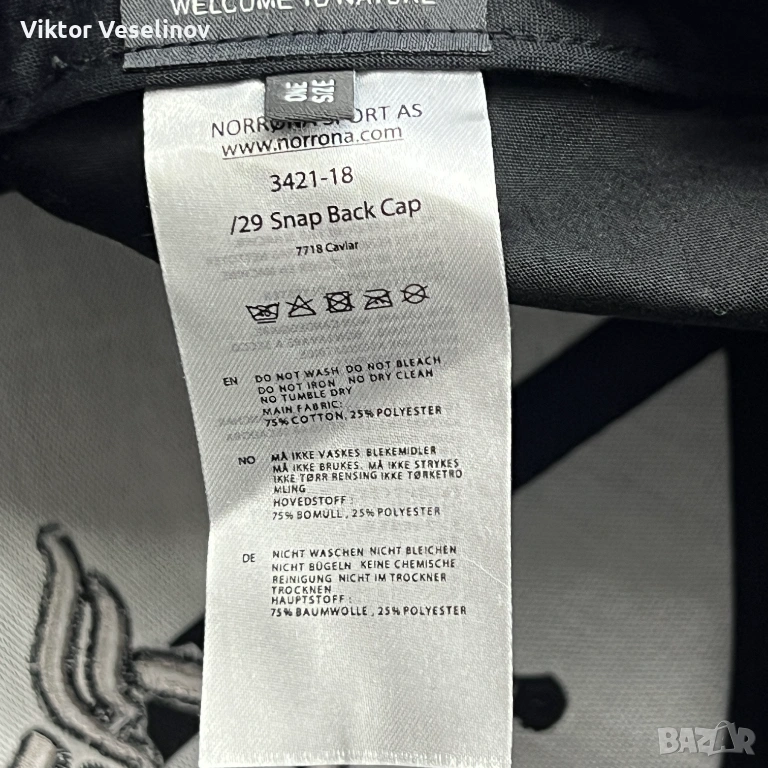 Viktor Veselinov
WELCOME TO NATURE
ONE
SIZE
NORRØNA SPORT AS
www.norrona.com
3421-18
/29 Snap Back Cap
7718 Caviar
EN DO NOT WASH DO NOT BLEACH
DO NOT IRON NO DRY CLEAN
NO TUMBLE DRY
MAIN FABRIC:
75% COTTON, 25% POLYESTER
NO MÅ IKKE VASKES BLEKEMIDLER
MÅ IKKE BRUKES, MÅ IKKE STRYKES
IKKE TØRR RENSING IKKE TØRKETRO
MLING
HOVEDSTOFF :
75% BOMULL , 25% POLYESTER
DE NICHT WASCHEN NICHT BLEICHEN
NICHT BÜGELN KEINE CHEMISCHE
REINIGUNG NICHT IM TROCKNER
TROCKNEN
HAUPTSTOFF :
75% BAUMWOLLE , 25% POLYESTER
BAZAR